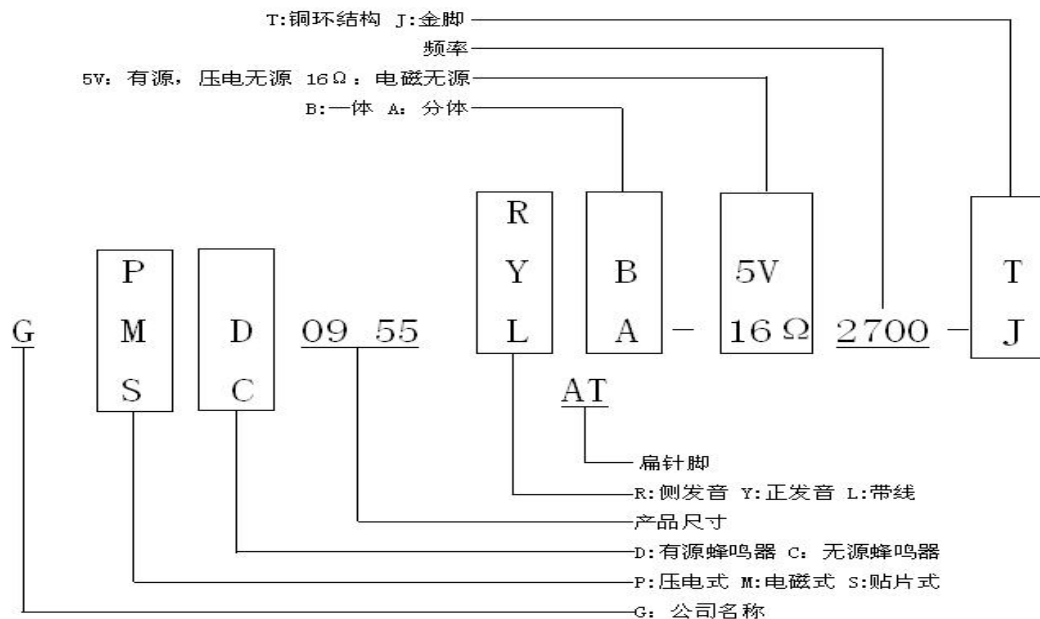 T:铜环结构 J:金脚
频率
5V: 有源, 压电无源 16Ω: 电磁无源
B:一体 A: 分体
R
P Y B 5V T
G M D 09 55 L A - 16Ω 2700 - J
S C AT
扁针脚
R:侧发音 Y:正发音 L:带线
产品尺寸
D:有源蜂鸣器 C: 无源蜂鸣器
P:压电式 M:电磁式 S:贴片式
G: 公司名称